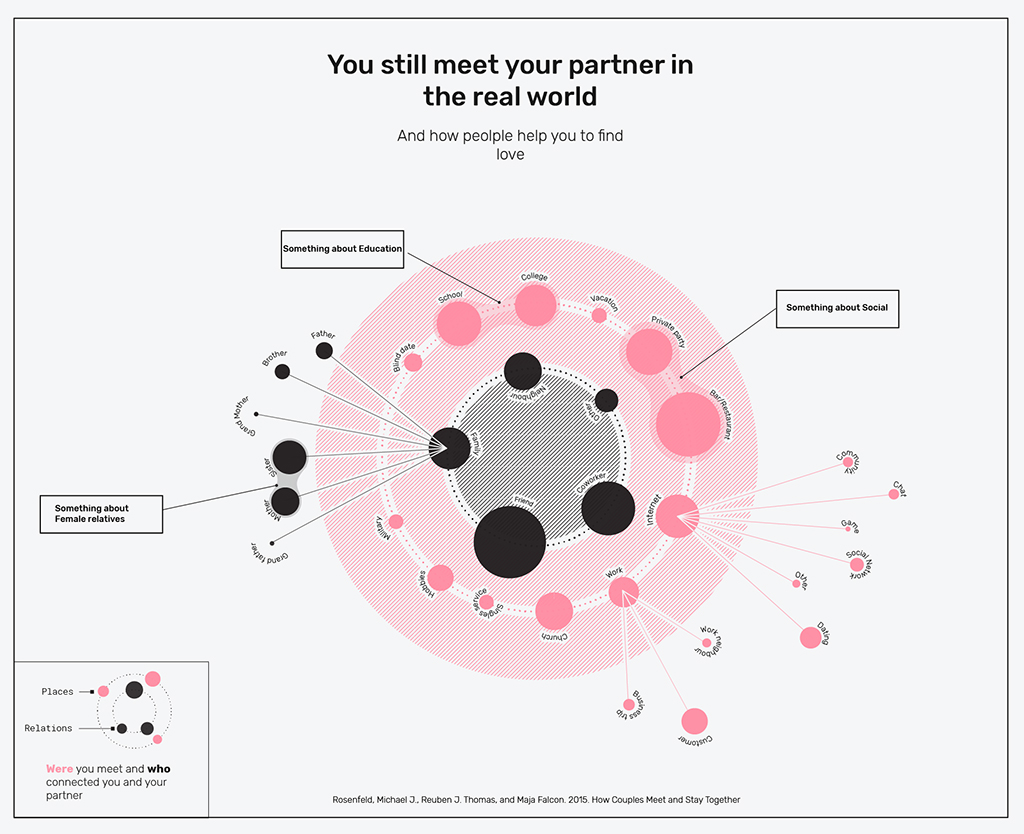 You still meet your partner in
the real world
And how peolple help you to find
love
Something about Education
College
School
Vacation
Something about Social
Private party
Father
Blind date
Brother
Neighbour
Bar/Restaurant
Other
Grand Mother
Family
Sister
Community
Coworker
Chat
Mother
Friend
Internet
Something about
Female relatives
Military
Game
Grand father
Social Network
Work
Other
Hobbies
Singles service
Church
Dating
Work neighbour
Business trip
Customer
Places
Relations
Were you meet and who
connected you and your
partner
Rosenfeld, Michael J., Reuben J. Thomas, and Maja Falcon. 2015. How Couples Meet and Stay Together